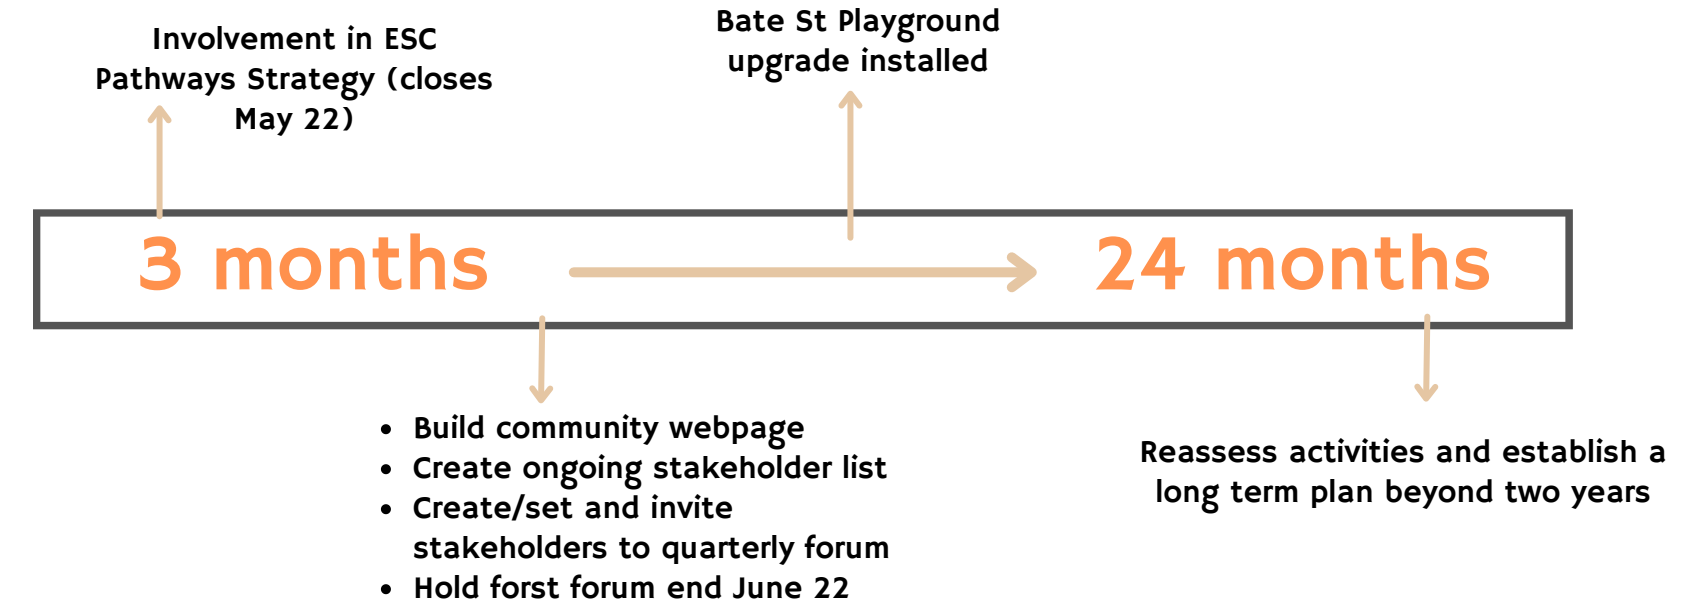 Involvement in ESC
Pathways Strategy (closes
May 22)
Bate St Playground
upgrade installed
3 months
24 months
• Build community webpage
• Create ongoing stakeholder list
• Create/set and invite
stakeholders to quarterly forum
• Hold forst forum end June 22
Reassess activities and establish a
long term plan beyond two years